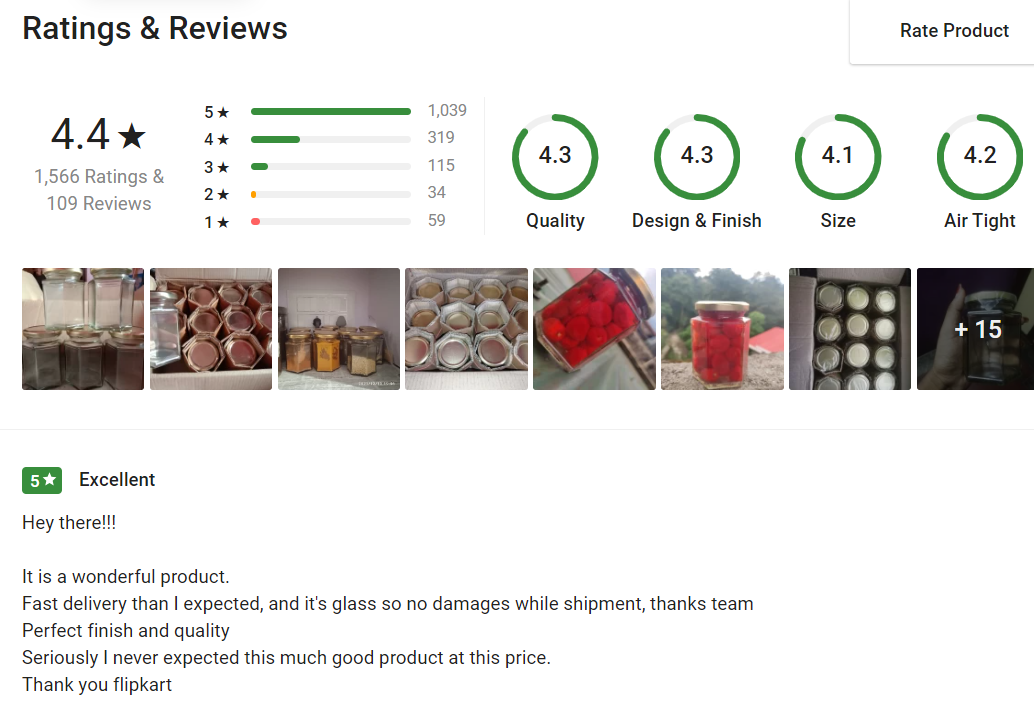 Ratings & Reviews
Rate Product
4.4★
1,566 Ratings &
109 Reviews
5★ 1,039
4★ 319
3★ 115
2★ 34
1★ 59
4.3
Quality
4.3
Design & Finish
4.1
Size
4.2
Air Tight
+ 15
5★ Excellent
Hey there!!!
It is a wonderful product.
Fast delivery than I expected, and it's glass so no damages while shipment, thanks team
Perfect finish and quality
Seriously I never expected this much good product at this price.
Thank you flipkart